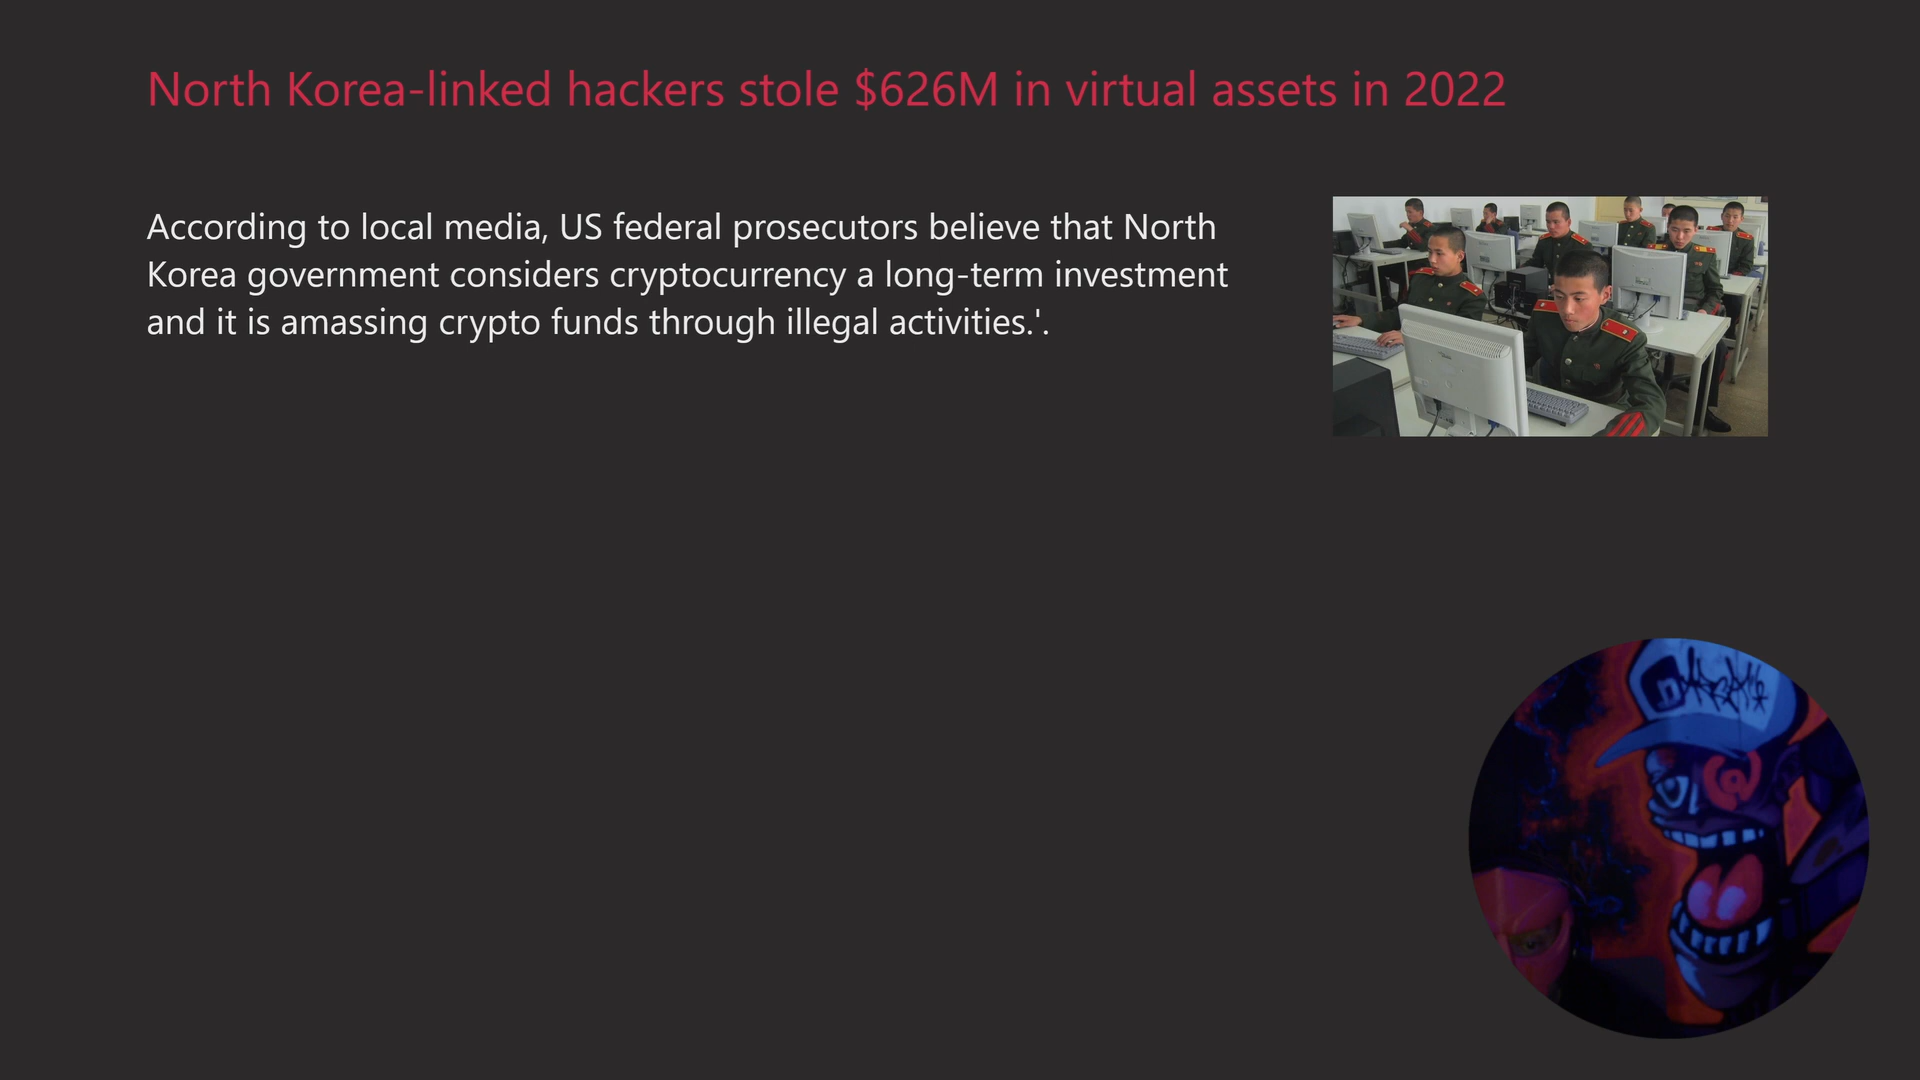 North Korea-linked hackers stole $626M in virtual assets in 2022
According to local media, US federal prosecutors believe that North
Korea government considers cryptocurrency a long-term investment
and it is amassing crypto funds through illegal activities.'.